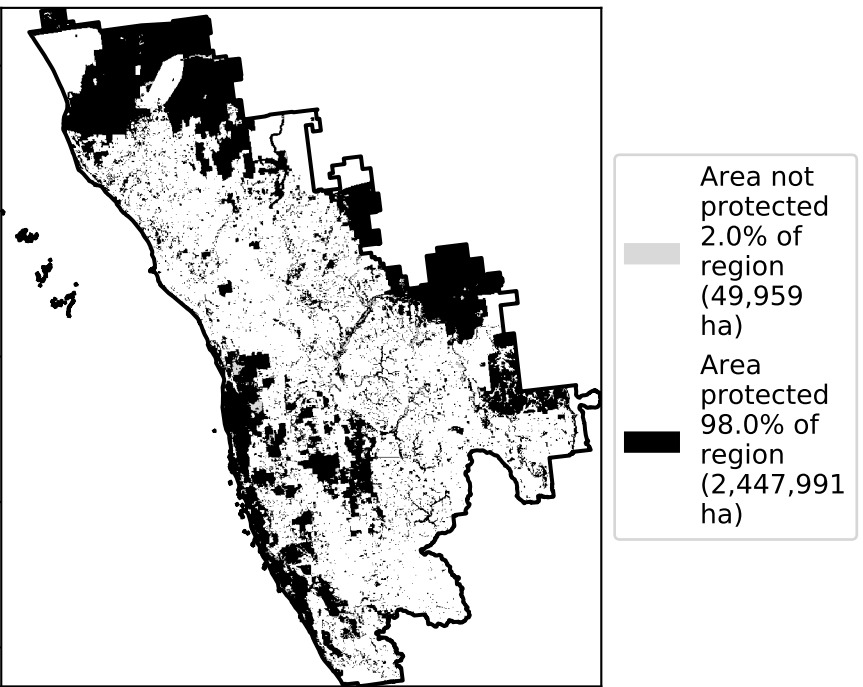 Area not
protected
2.0% of
region
(49,959
ha)
Area
protected
98.0% of
region
(2,447,991
ha)